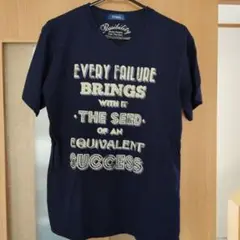 EVERY FAILURE
BRINGS
WITH IT
THE SEED
OF AN
EQUIVALENT
SUCCESS